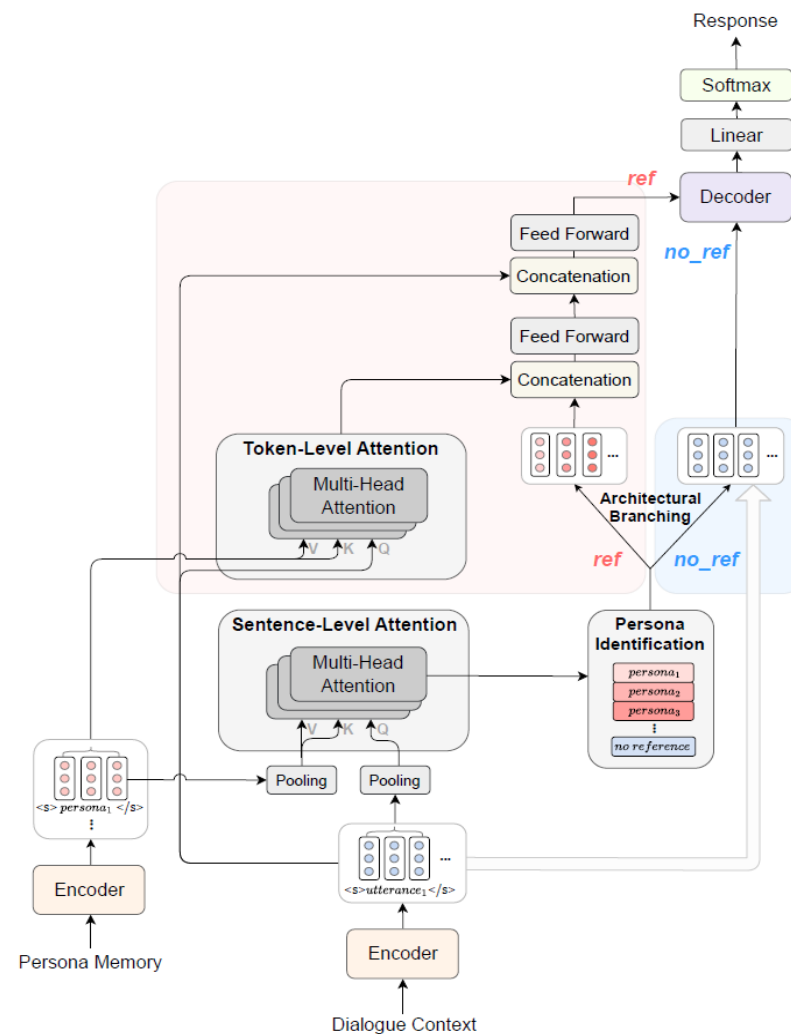 Response
Softmax
Linear
ref
Decoder
Feed Forward
no_ref
Concatenation
Feed Forward
Concatenation
Token-Level Attention
Multi-Head
Attention
V K Q
...
...
Architectural
Branching
ref
no_ref
Sentence-Level Attention
Multi-Head
Attention
V K Q
Persona
Identification
persona₁
persona₂
persona₃
⋮
no reference
Pooling
Pooling
<s> persona₁ </s>
⋮
...
<s>utterance₁</s>
Encoder
Persona Memory
Encoder
Dialogue Context